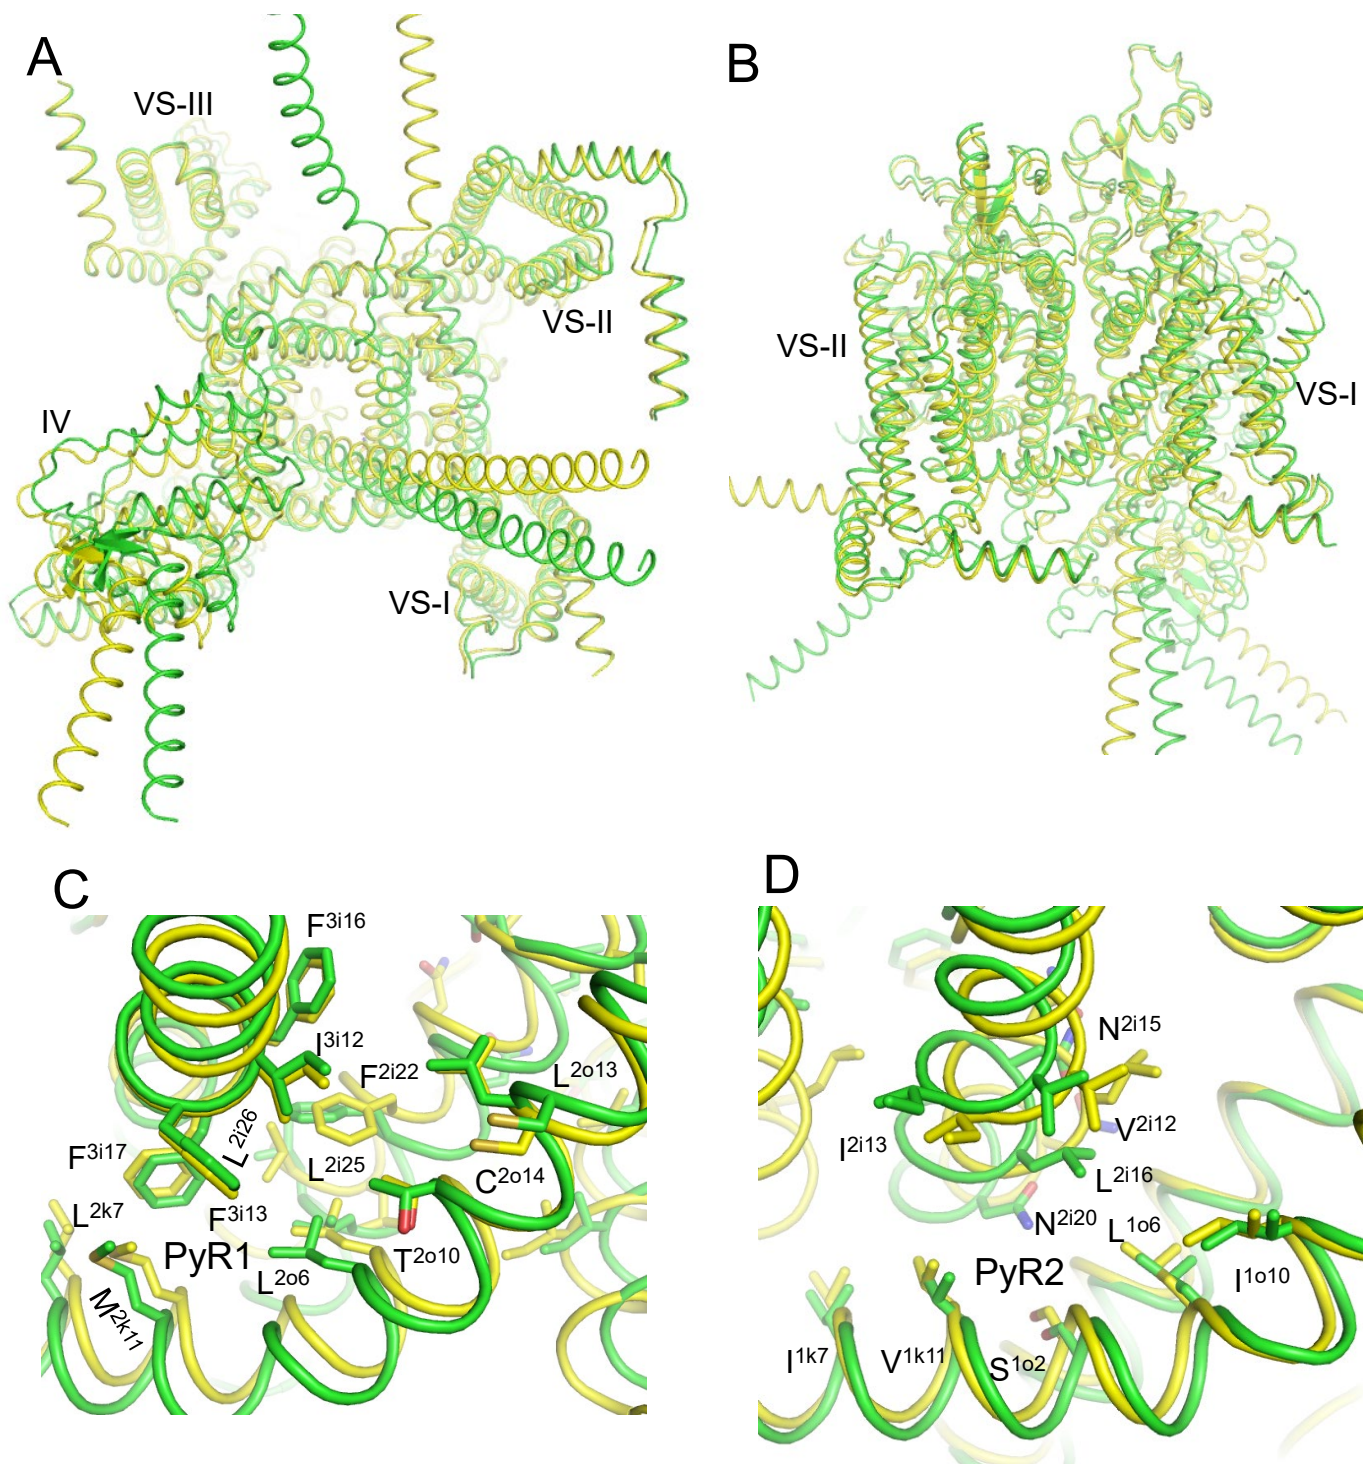 A
B
VS-III
VS-II
VS-II
IV
VS-I
VS-I
C
D
F3i16
I3i12
F2i22
L2o13
L2i26
F3i17
L2i25
C2o14
L2k7
F3i13
PyR1
T2o10
L2o6
M2k11
N2i15
V2i12
I2i13
L2i16
N2i20
L1o6
PyR2
I1o10
I1k7
V1k11
S1o2